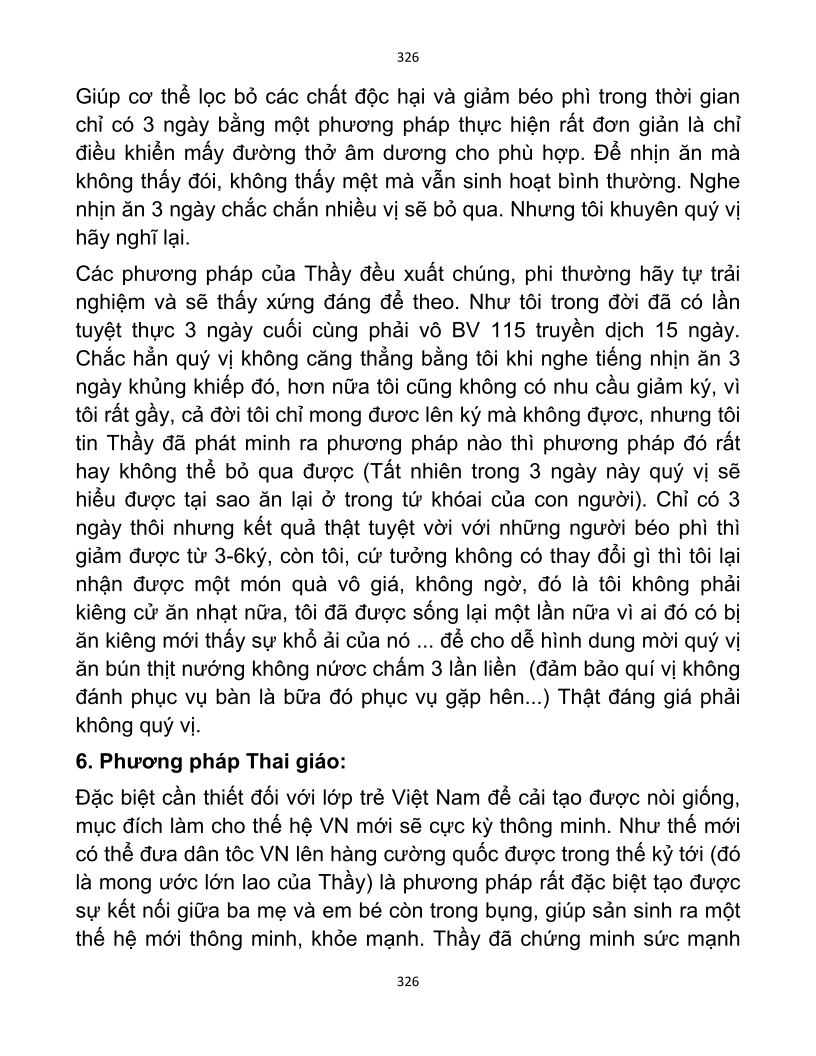 326
Giúp cơ thể lọc bỏ các chất độc hại và giảm béo phì trong thời gian
chỉ có 3 ngày bằng một phương pháp thực hiện rất đơn giản là chỉ
điều khiển mấy đường thở âm dương cho phù hợp. Để nhịn ăn mà
không thấy đói, không thấy mệt mà vẫn sinh hoạt bình thường. Nghe
nhịn ăn 3 ngày chắc chắn nhiều vị sẽ bỏ qua. Nhưng tôi khuyên quý vị
hãy nghĩ lại.
Các phương pháp của Thầy đều xuất chúng, phi thường hãy tự trải
nghiệm và sẽ thấy xứng đáng để theo. Như tôi trong đời đã có lần
tuyệt thực 3 ngày cuối cùng phải vô BV 115 truyền dịch 15 ngày.
Chắc hẳn quý vị không căng thẳng bằng tôi khi nghe tiếng nhịn ăn 3
ngày khủng khiếp đó, hơn nữa tôi cũng không có nhu cầu giảm ký, vì
tôi rất gầy, cả đời tôi chỉ mong đươc lên ký mà không đựơc, nhưng tôi
tin Thầy đã phát minh ra phương pháp nào thì phương pháp đó rất
hay không thể bỏ qua được (Tất nhiên trong 3 ngày này quý vị sẽ
hiểu được tại sao ăn lại ở trong tứ khóai của con người). Chỉ có 3
ngày thôi nhưng kết quả thật tuyệt vời với những người béo phì thì
giảm được từ 3-6ký, còn tôi, cứ tưởng không có thay đổi gì thì tôi lại
nhận được một món quà vô giá, không ngờ, đó là tôi không phải
kiêng cử ăn nhạt nữa, tôi đã được sống lại một lần nữa vì ai đó có bị
ăn kiêng mới thấy sự khổ ải của nó ... để cho dễ hình dung mời quý vị
ăn bún thịt nướng không nứơc chấm 3 lần liền  (đảm bảo quí vị không
đánh phục vụ bàn là bữa đó phục vụ gặp hên...) Thật đáng giá phải
không quý vị.
6. Phương pháp Thai giáo:
Đặc biệt cần thiết đối với lớp trẻ Việt Nam để cải tạo được nòi giống,
mục đích làm cho thế hệ VN mới sẽ cực kỳ thông minh. Như thế mới
có thể đưa dân tôc VN lên hàng cường quốc được trong thế kỷ tới (đó
là mong ước lớn lao của Thầy) là phương pháp rất đặc biệt tạo được
sự kết nối giữa ba mẹ và em bé còn trong bụng, giúp sản sinh ra một
thế hệ mới thông minh, khỏe mạnh. Thầy đã chứng minh sức mạnh
326